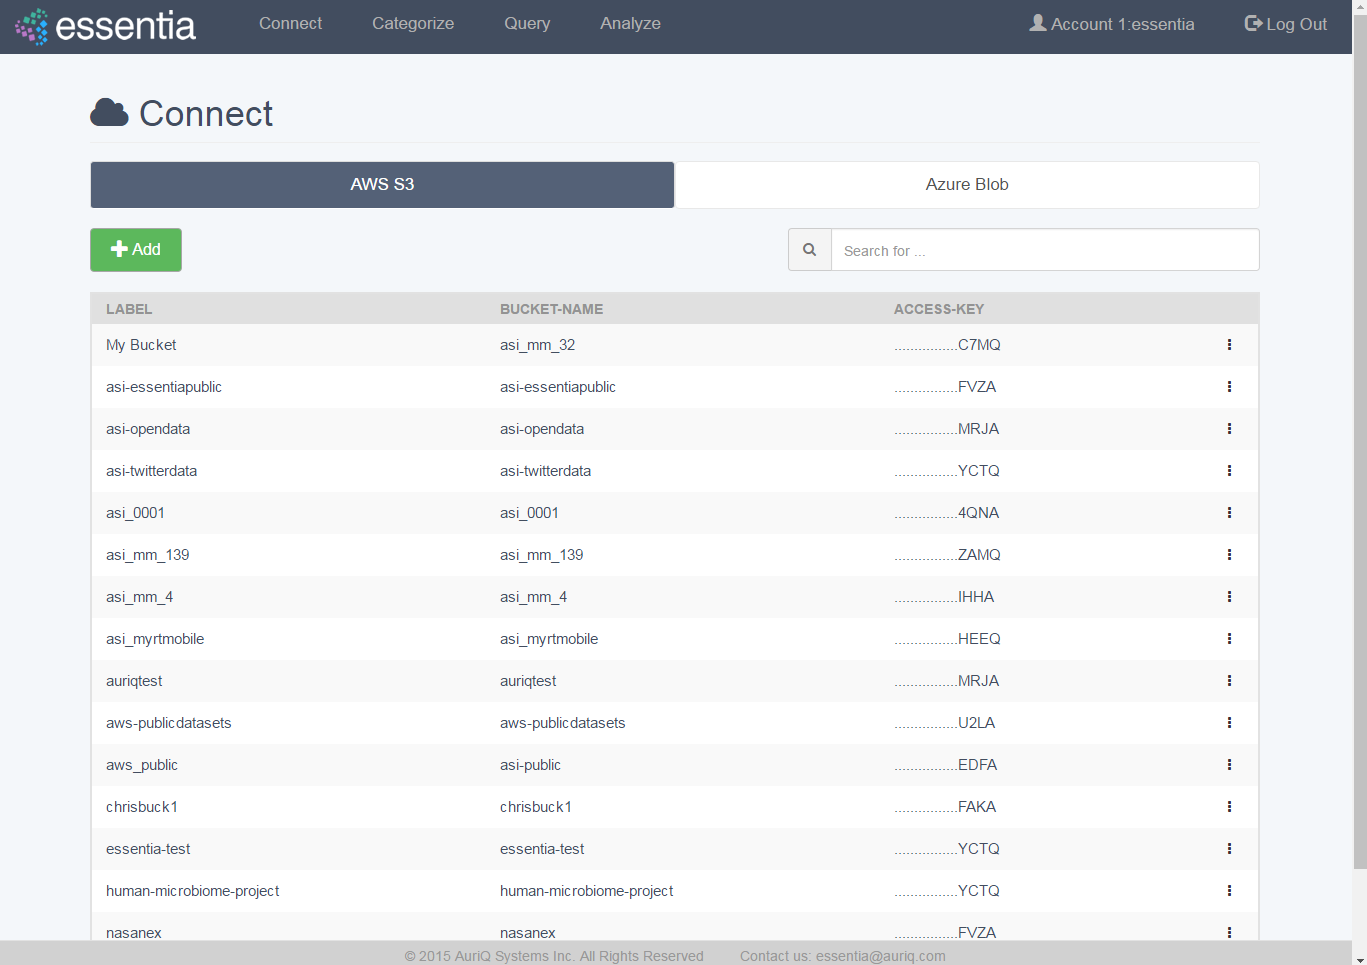 essentia Connect Categorize Query Analyze Account 1:essentia Log Out
Connect
AWS S3 Azure Blob
Add Search for ...
LABEL BUCKET-NAME ACCESS-KEY
My Bucket asi_mm_32 ................C7MQ
asi-essentiapublic asi-essentiapublic ................FVZA
asi-opendata asi-opendata ................MRJA
asi-twitterdata asi-twitterdata ................YCTQ
asi_0001 asi_0001 ................4QNA
asi_mm_139 asi_mm_139 ................ZAMQ
asi_mm_4 asi_mm_4 ................IHHA
asi_myrtmobile asi_myrtmobile ................HEEQ
auriqtest auriqtest ................MRJA
aws-publicdatasets aws-publicdatasets ................U2LA
aws_public asi-public ................EDFA
chrisbuck1 chrisbuck1 ................FAKA
essentia-test essentia-test ................YCTQ
human-microbiome-project human-microbiome-project ................YCTQ
nasanex nasanex ................FVZA
© 2015 AuriQ Systems Inc. All Rights Reserved Contact us: essentia@auriq.com